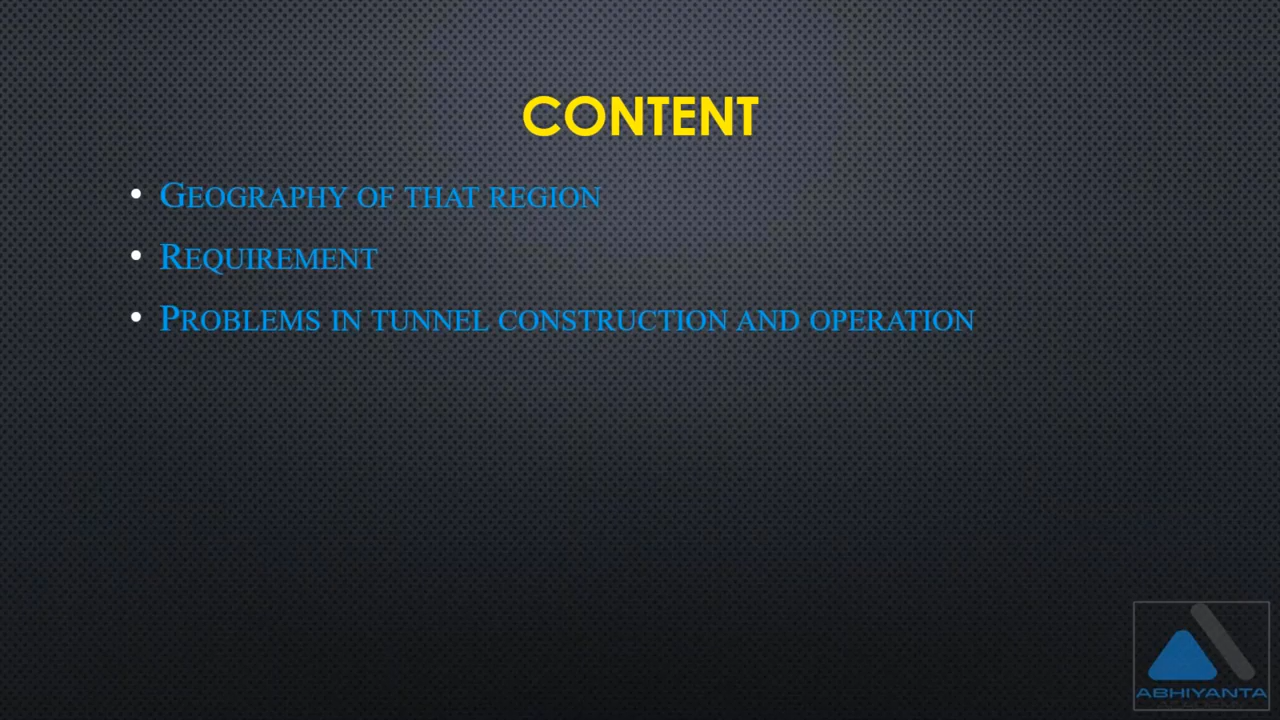 CONTENT
• GEOGRAPHY OF THAT REGION
• REQUIREMENT
• PROBLEMS IN TUNNEL CONSTRUCTION AND OPERATION
ABHIYANTA